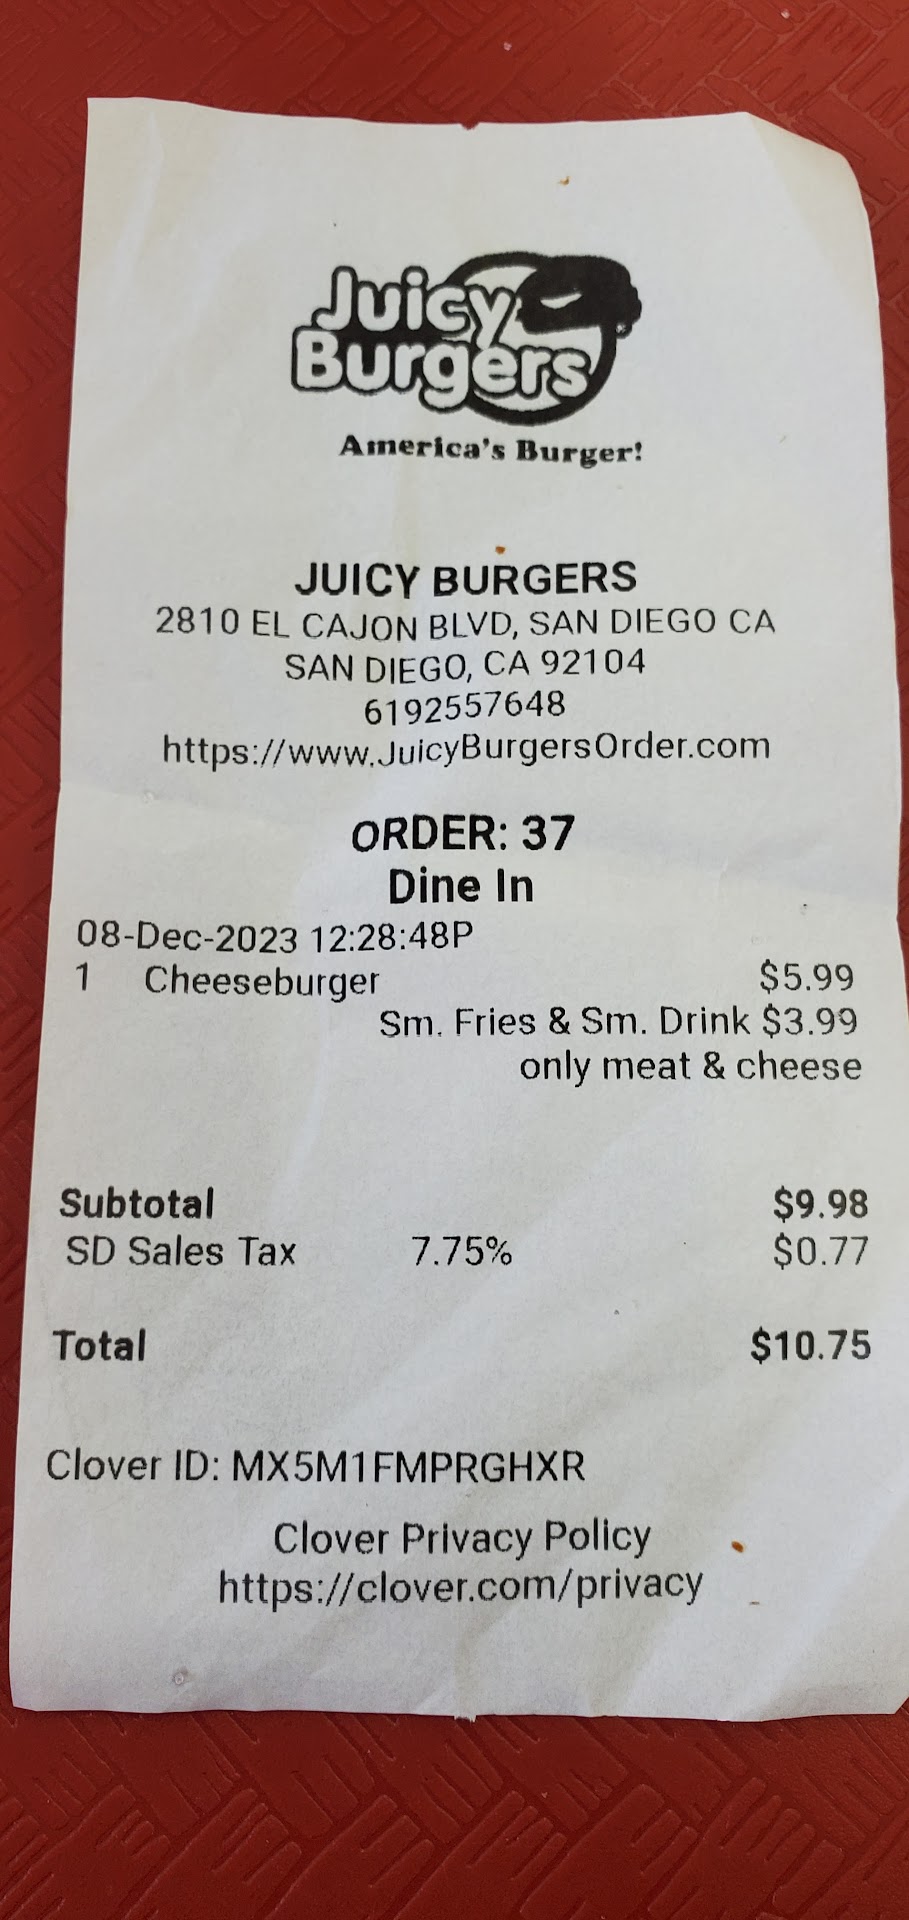 Juicy
Burgers
America's Burger!
JUICY BURGERS
2810 EL CAJON BLVD, SAN DIEGO CA
SAN DIEGO, CA 92104
6192557648
https://www.JuicyBurgersOrder.com
ORDER: 37
Dine In
08-Dec-2023 12:28:48P
1 Cheeseburger $5.99
Sm. Fries & Sm. Drink $3.99
only meat & cheese
Subtotal $9.98
SD Sales Tax 7.75% $0.77
Total $10.75
Clover ID: MX5M1FMPRGHXR
Clover Privacy Policy
https://clover.com/privacy